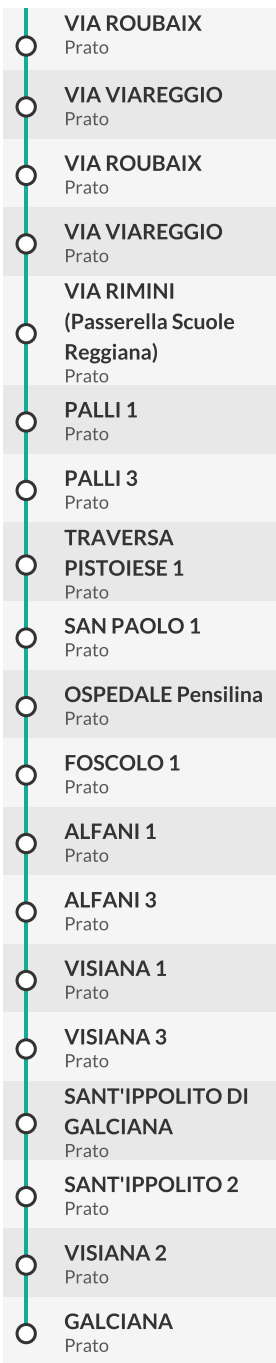 VIA ROUBAIX
Prato
VIA VIAREGGIO
Prato
VIA ROUBAIX
Prato
VIA VIAREGGIO
Prato
VIA RIMINI
(Passerella Scuole
Reggiana)
Prato
PALLI 1
Prato
PALLI 3
Prato
TRAVERSA
PISTOIESE 1
Prato
SAN PAOLO 1
Prato
OSPEDALE Pensilina
Prato
FOSCOLO 1
Prato
ALFANI 1
Prato
ALFANI 3
Prato
VISIANA 1
Prato
VISIANA 3
Prato
SANT'IPPOLITO DI
GALCIANA
Prato
SANT'IPPOLITO 2
Prato
VISIANA 2
Prato
GALCIANA
Prato